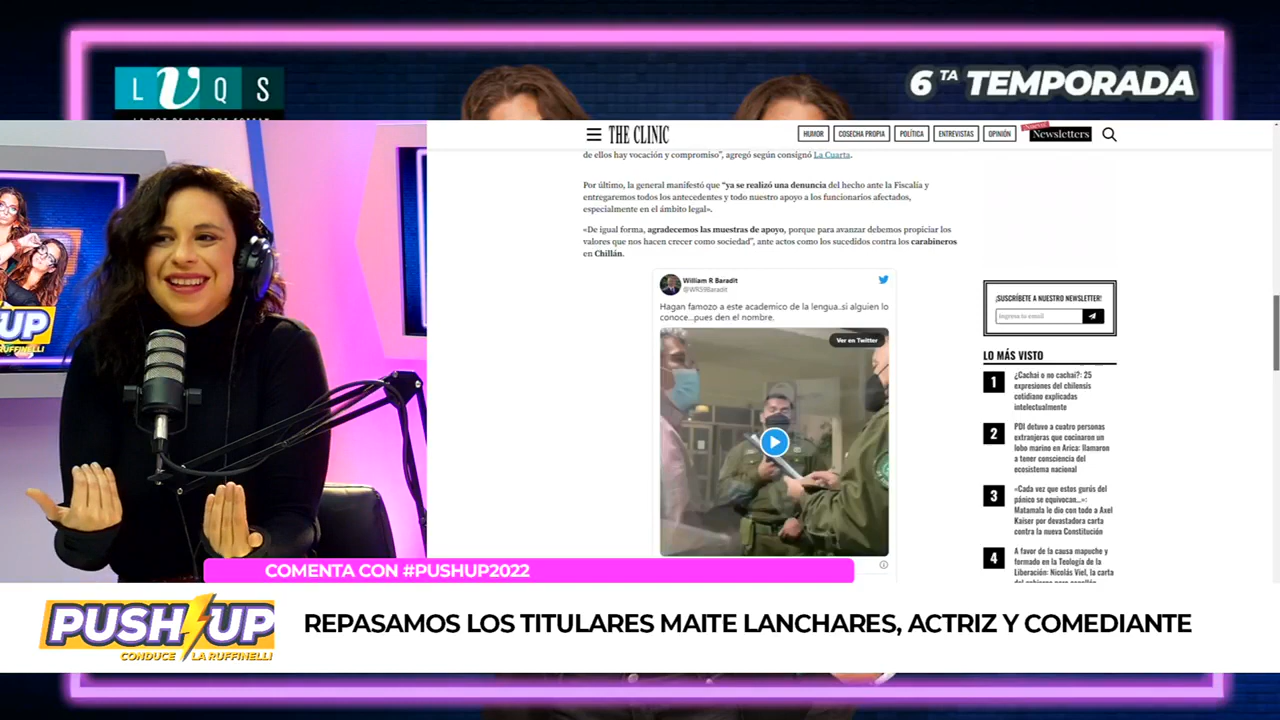 L V Q S
6 TA TEMPORADA
THE CLINIC
HUMOR
COSECHA PROPIA
POLÍTICA
ENTREVISTAS
OPINIÓN
Newsletters
de ellos hay vocación y compromiso”, agregó según consignó La Cuarta.
Por último, la general manifestó que “ya se realizó una denuncia del hecho ante la Fiscalía y
entregaremos todos los antecedentes y todo nuestro apoyo a los funcionarios afectados,
especialmente en el ámbito legal».
«De igual forma, agradecemos las muestras de apoyo, porque para avanzar debemos propiciar los
valores que nos hacen crecer como sociedad”, ante actos como los sucedidos contra los carabineros
en Chillán.
William R Baradit
@WR59Baradit
Hagan famozo a este academico de la lengua..si alguien lo
conoce...pues den el nombre.
Ver en Twitter
¡SUSCRÍBETE A NUESTRO NEWSLETTER!
Ingresa tu email
LO MÁS VISTO
1
¿Cachai o no cachai?: 25
expresiones del chilensis
cotidiano explicadas
intelectualmente
2
PDI detuvo a cuatro personas
extranjeras que cocinaron un
lobo marino en Arica: llamaron
a tener consciencia del
ecosistema nacional
3
«Cada vez que estos gurús del
pánico se equivocan...»:
Matamala le dio con todo a Axel
Kaiser por devastadora carta
contra la nueva Constitución
4
A favor de la causa mapuche y
formado en la Teología de la
Liberación: Nicolás Viel, la carta
UP
RUFFINELLI
COMENTA CON #PUSHUP2022
PUSH UP
CONDUCE LA RUFFINELLI
REPASAMOS LOS TITULARES MAITE LANCHARES, ACTRIZ Y COMEDIANTE